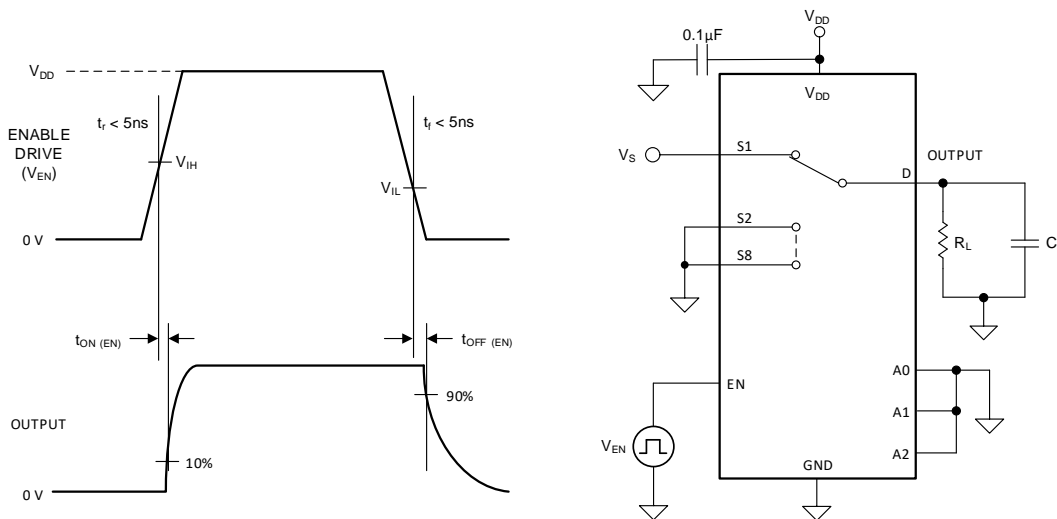 V_DD
t_r < 5ns
t_f < 5ns
ENABLE
DRIVE
(V_EN)
V_IH
V_IL
0 V
t_ON (EN)
t_OFF (EN)
90%
OUTPUT
10%
0 V
V_DD
0.1µF
V_DD
V_S
S1
OUTPUT
D
S2
S8
R_L
C
EN
A0
A1
A2
V_EN
GND